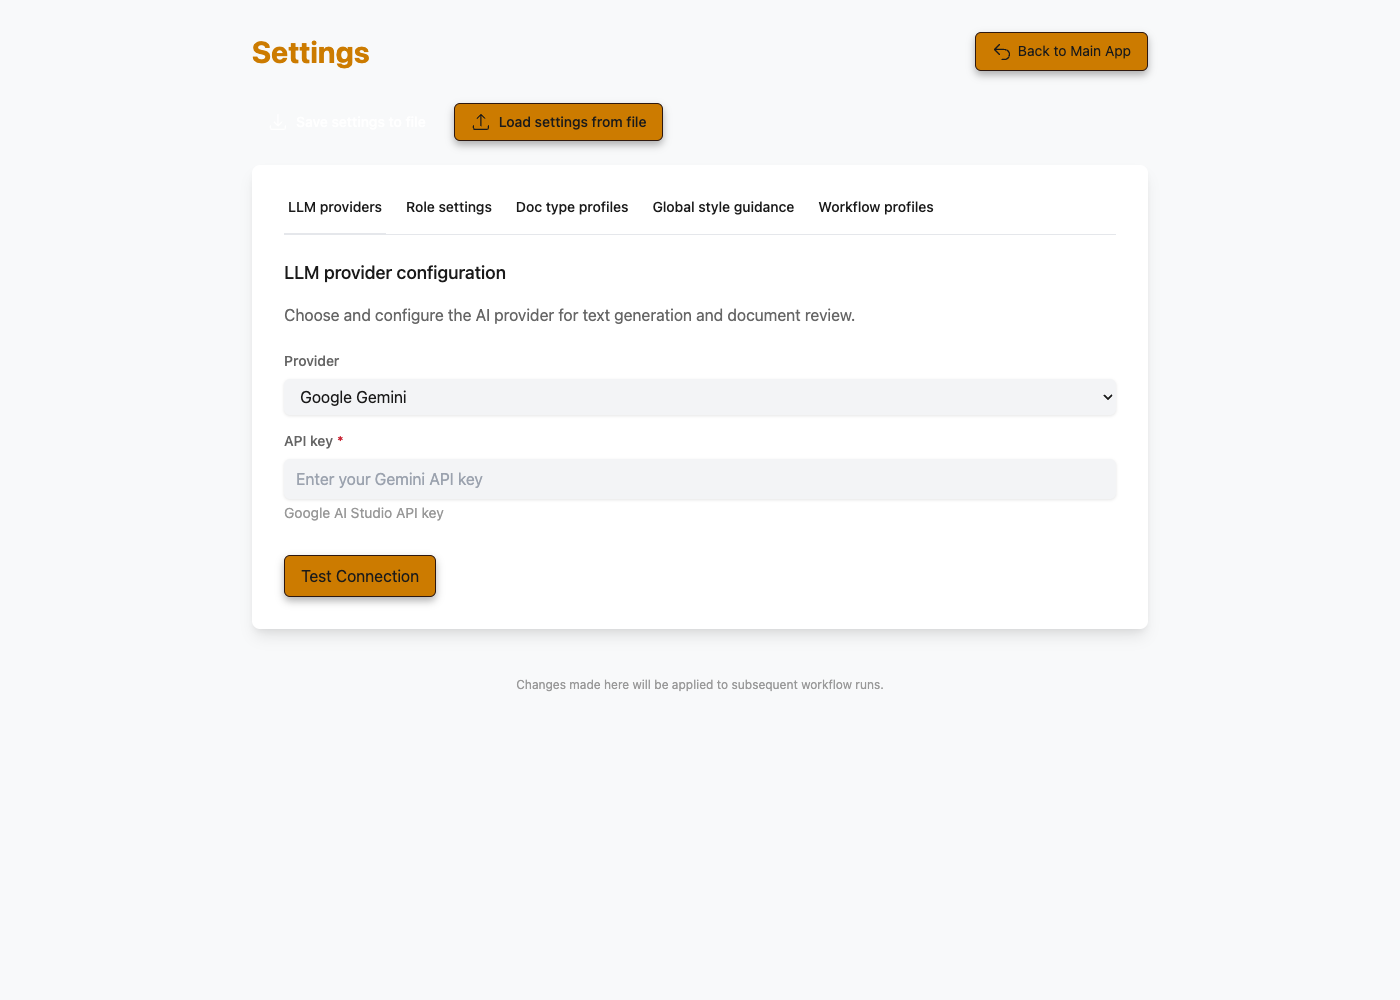 Settings
Back to Main App
Save settings to file
Load settings from file
LLM providers
Role settings
Doc type profiles
Global style guidance
Workflow profiles
LLM provider configuration
Choose and configure the AI provider for text generation and document review.
Provider
Google Gemini
API key *
Enter your Gemini API key
Google AI Studio API key
Test Connection
Changes made here will be applied to subsequent workflow runs.